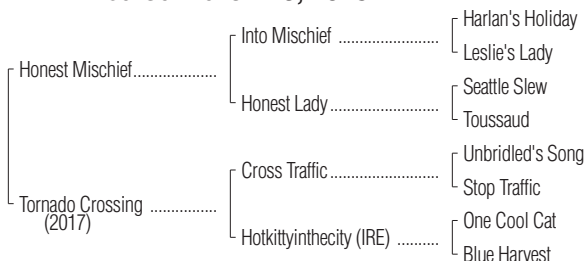 Harlan's Holiday
Into Mischief
Leslie's Lady
Honest Mischief
Seattle Slew
Honest Lady
Toussaud
Unbridled's Song
Cross Traffic
Stop Traffic
Tornado Crossing
(2017)
One Cool Cat
Hotkittyinthecity (IRE)
Blue Harvest